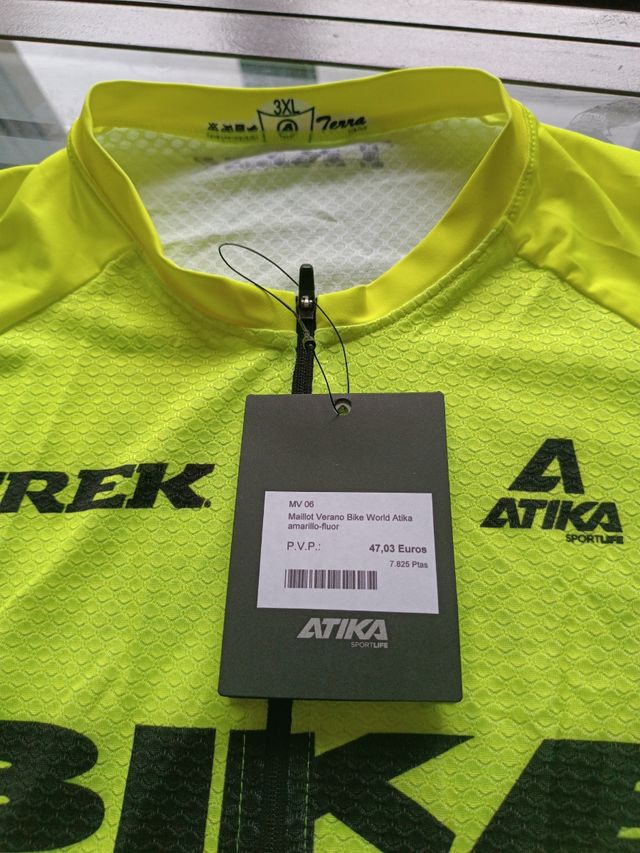 3XL
Terra
TREK
ATIKA
SPORTLIFE
MV 06
Maillot Verano Bike World Atika
amarillo-fluor
P.V.P.: 47,03 Euros
7.825 Ptas
ATIKA
SPORTLIFE
BIKE